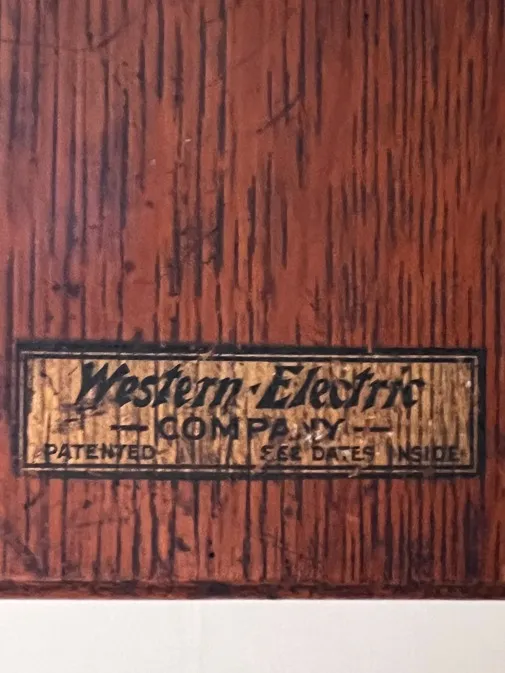 Western·Electric
— COMPANY —
PATENTED SEE DATES INSIDE